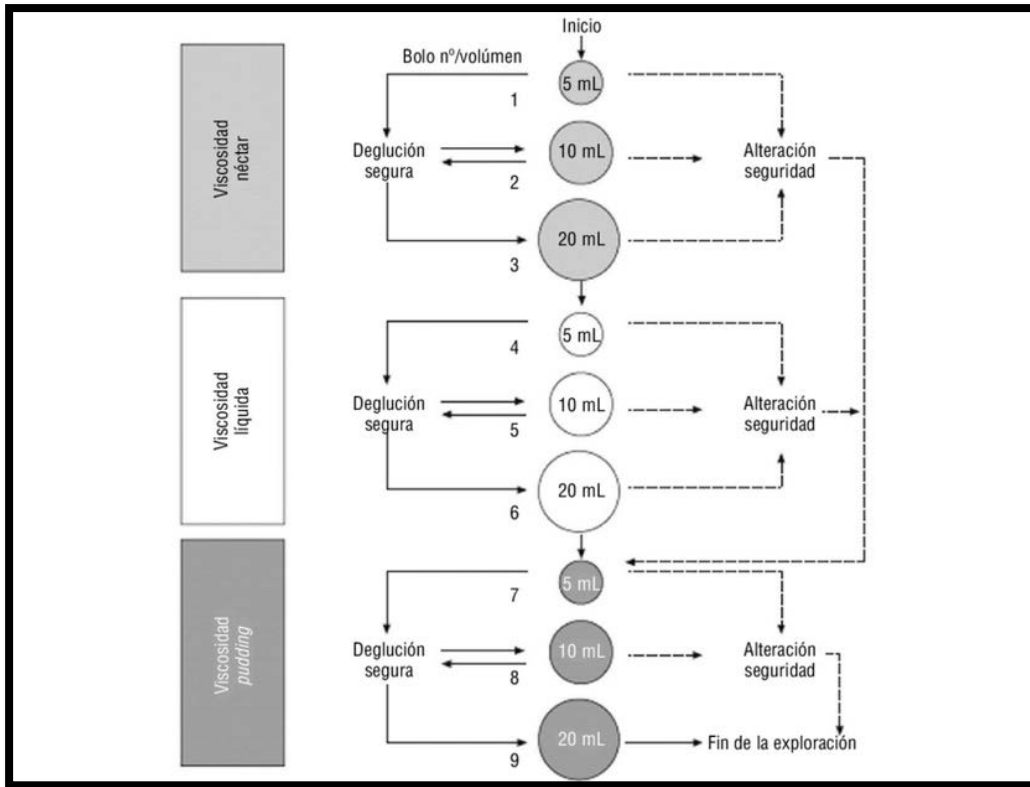 Inicio
Bolo nº/volúmen
5 mL
1
Viscosidad
néctar
Deglución
segura
10 mL
2
Alteración
seguridad
20 mL
3
5 mL
4
Viscosidad
líquida
Deglución
segura
10 mL
5
Alteración
seguridad
20 mL
6
5 mL
7
Viscosidad
pudding
Deglución
segura
10 mL
8
Alteración
seguridad
20 mL
9
Fin de la exploración